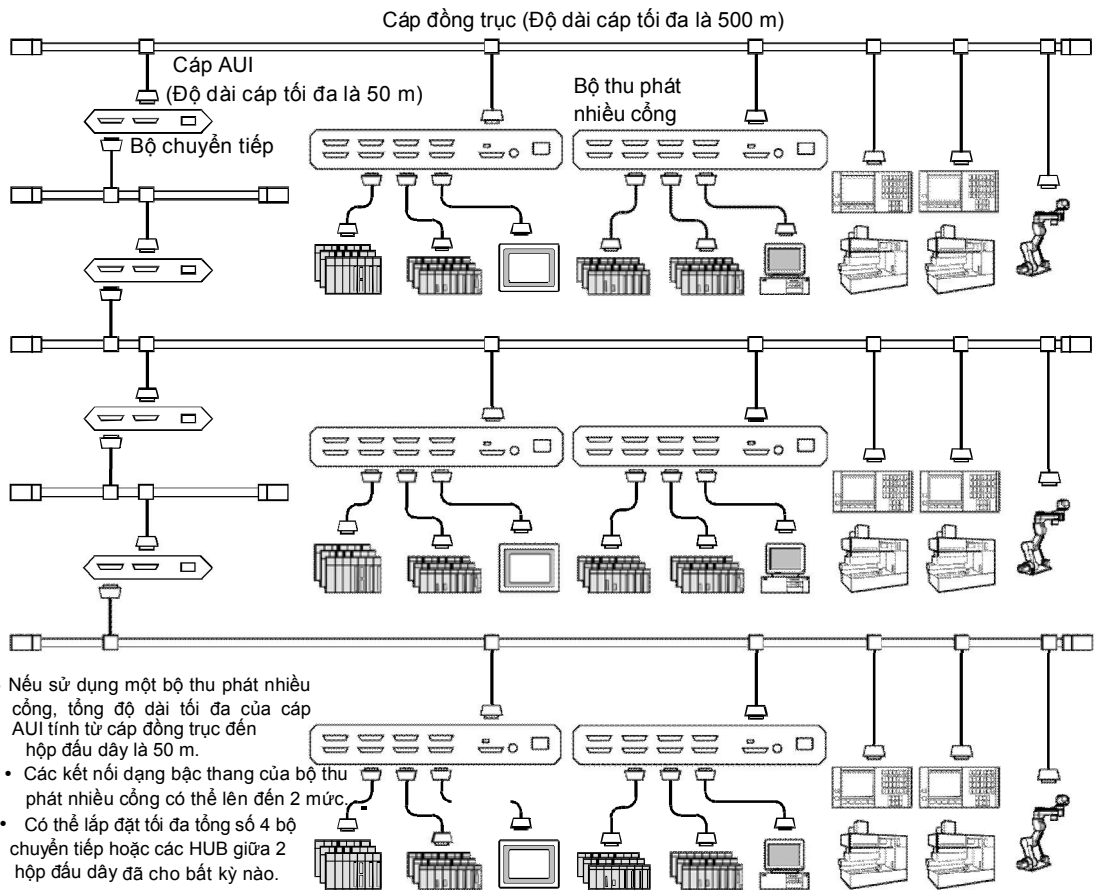 Cáp đồng trục (Độ dài cáp tối đa là 500 m)
Cáp AUI
(Độ dài cáp tối đa là 50 m)
Bộ thu phát
nhiều cổng
Bộ chuyển tiếp
Nếu sử dụng một bộ thu phát nhiều
cổng, tổng độ dài tối đa của cáp
AUI tính từ cáp đồng trục đến
hộp đấu dây là 50 m.
• Các kết nối dạng bậc thang của bộ thu
phát nhiều cổng có thể lên đến 2 mức.
• Có thể lắp đặt tối đa tổng số 4 bộ
chuyển tiếp hoặc các HUB giữa 2
hộp đấu dây đã cho bất kỳ nào.